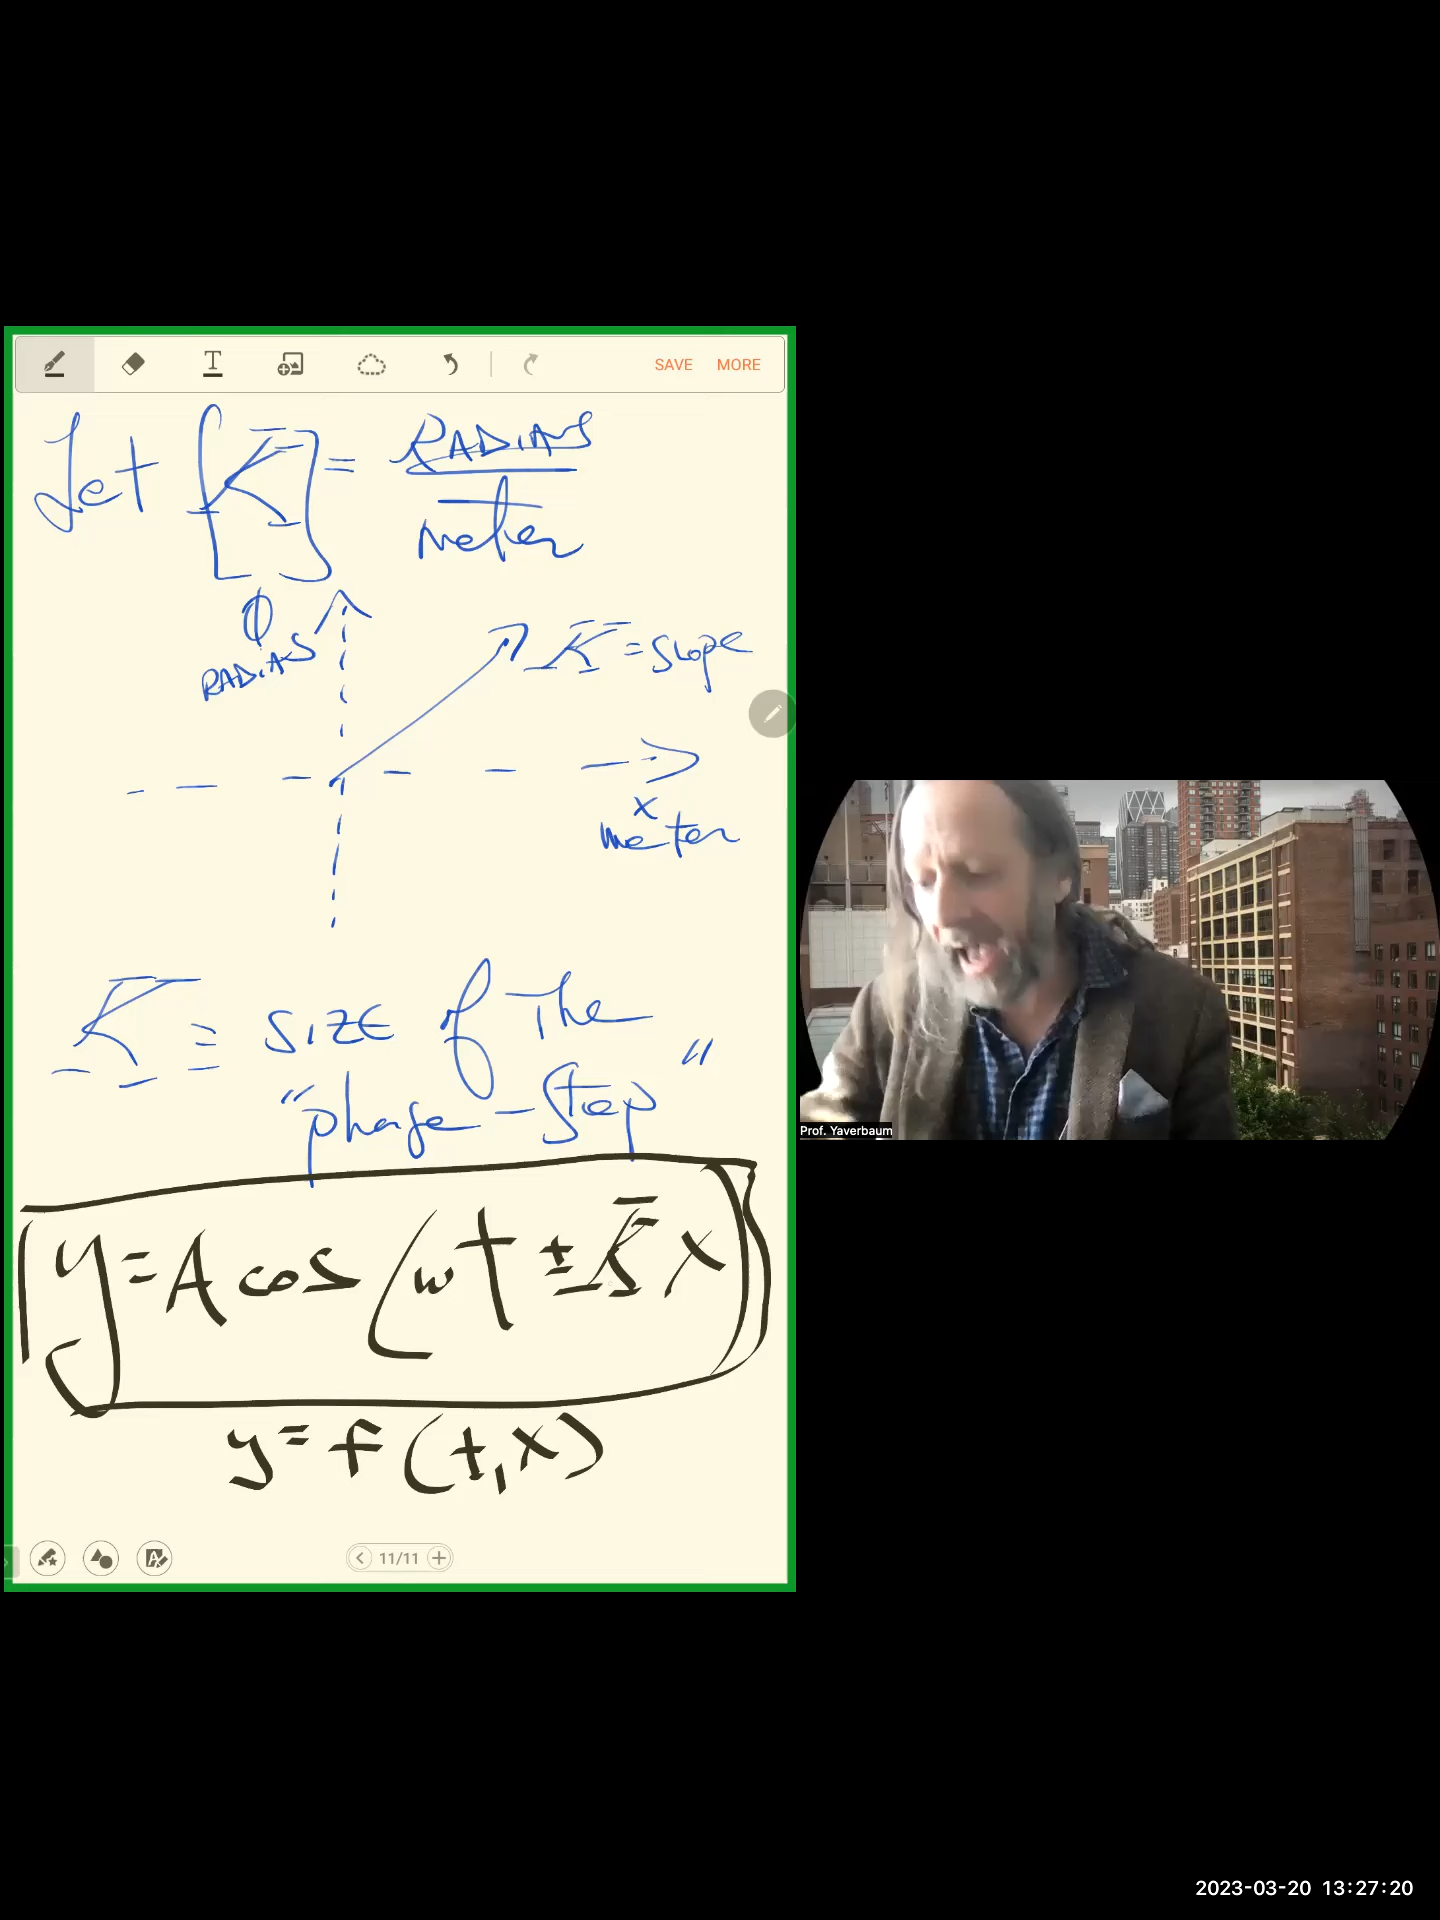 SAVE MORE
Let [K] = RADIANS
meter
ϕ
RADIANS
K = slope
x
meter
K ≡ SIZE of The
"phase-step"
y = A cos (ωt ± Kx)
y = f(t,x)
11/11
Prof. Yaverbaum
2023-03-20 13:27:20